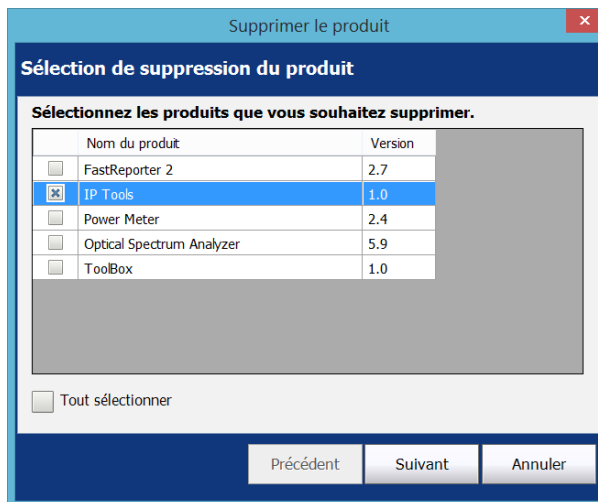 Supprimer le produit
Sélection de suppression du produit
Sélectionnez les produits que vous souhaitez supprimer.
Nom du produit Version
FastReporter 2 2.7
IP Tools 1.0
Power Meter 2.4
Optical Spectrum Analyzer 5.9
ToolBox 1.0
Tout sélectionner
Précédent Suivant Annuler